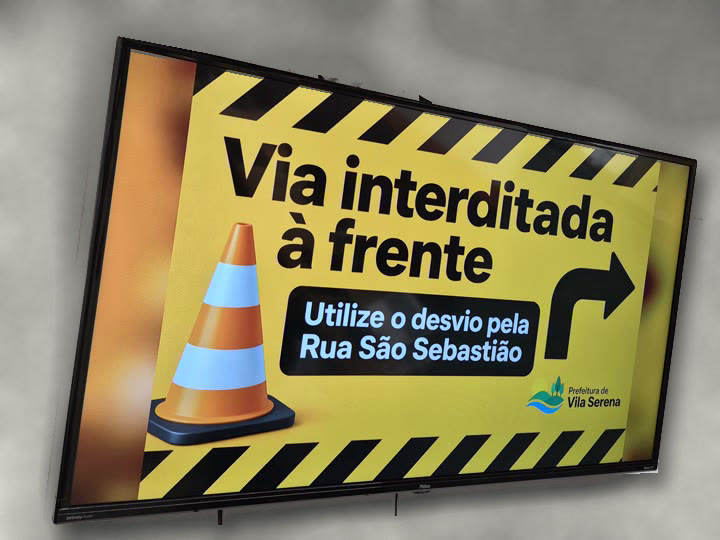 Via interditada
à frente
Utilize o desvio pela
Rua São Sebastião
Prefeitura de
Vila Serena